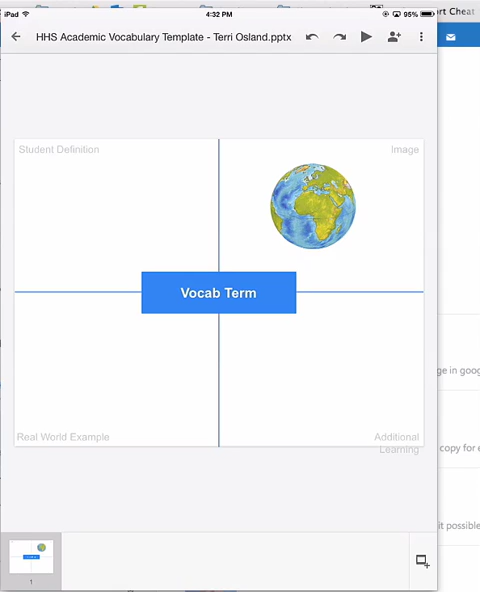 iPad 4:32 PM 95%
rt Cheat
HHS Academic Vocabulary Template - Terri Osland.pptx
Student Definition
Image
Vocab Term
ge in goog
Real World Example
Additional
Learning
copy for e
it possible
1